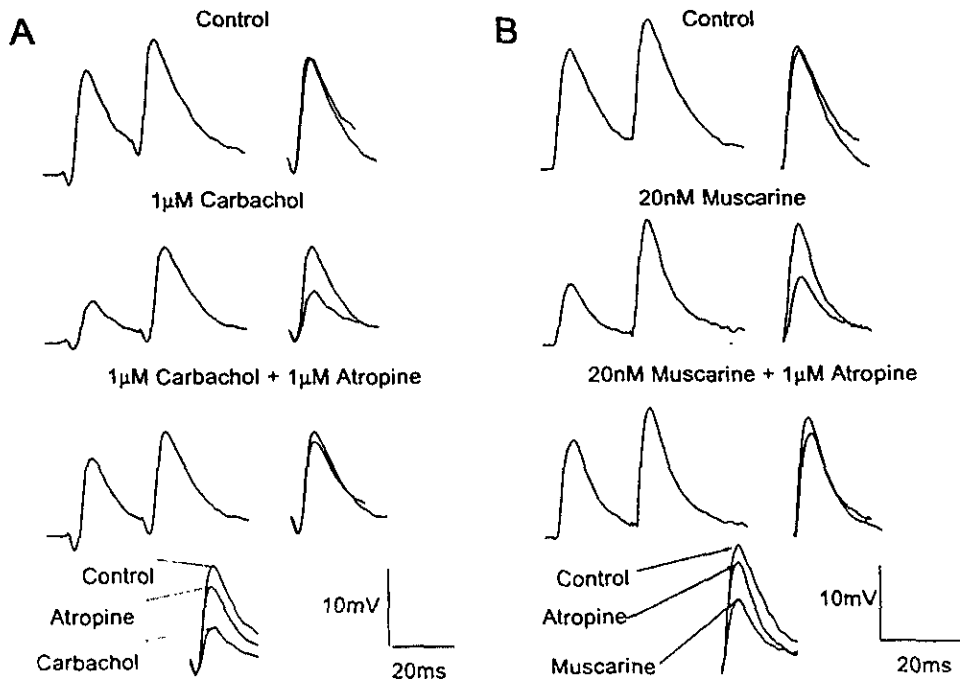 A
Control
1μM Carbachol
1μM Carbachol + 1μM Atropine
Control
Atropine
Carbachol
10mV
20ms
B
Control
20nM Muscarine
20nM Muscarine + 1μM Atropine
Control
Atropine
Muscarine
10mV
20ms